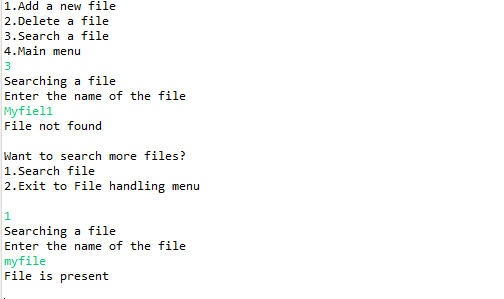 1.Add a new file
2.Delete a file
3.Search a file
4.Main menu
3
Searching a file
Enter the name of the file
Myfiel1
File not found
Want to search more files?
1.Search file
2.Exit to File handling menu
1
Searching a file
Enter the name of the file
myfile
File is present